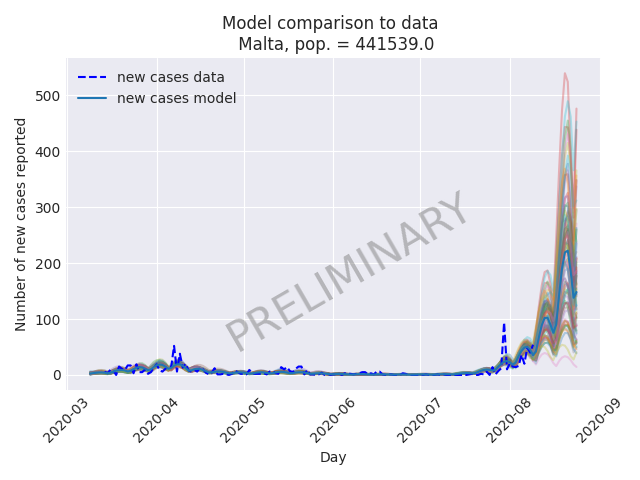 Model comparison to data
Malta, pop. = 441539.0
new cases data
new cases model
Number of new cases reported
500
400
300
200
100
0
PRELIMINARY
2020-03
2020-04
2020-05
2020-06
2020-07
2020-08
2020-09
Day